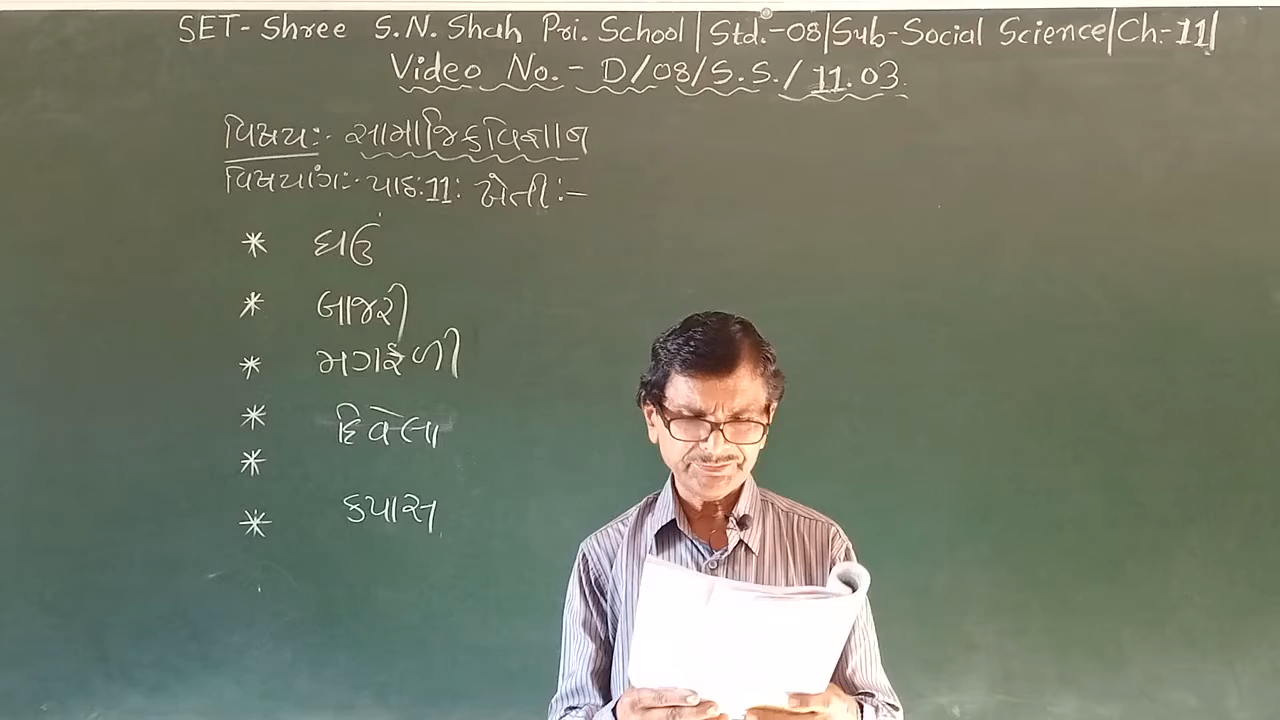 SET- Shree S.N. Shah Pri. School | Std.-08 | Sub-Social Science | Ch.-11 |
Video No. - D/08/S.S./ 11.03.
વિષય:- સામાજિક વિજ્ઞાન
વિષયાંગ:- પાઠ:11: ખેતી:-
* ઘઉં
* બાજરી
* મગફળી
* દિવેલા
*
* કપાસ